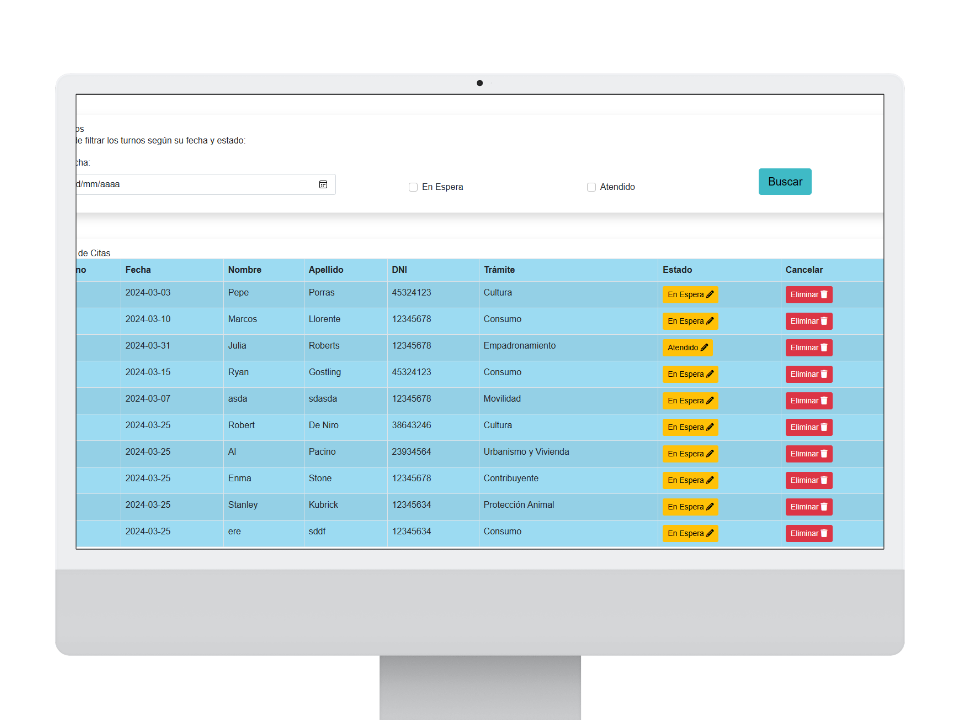 os
e filtrar los turnos según su fecha y estado:
cha:
d/mm/aaaa
En Espera
Atendido
Buscar
de Citas
no Fecha Nombre Apellido DNI Trámite Estado Cancelar
2024-03-03 Pepe Porras 45324123 Cultura En Espera Eliminar
2024-03-10 Marcos Llorente 12345678 Consumo En Espera Eliminar
2024-03-31 Julia Roberts 12345678 Empadronamiento Atendido Eliminar
2024-03-15 Ryan Gostling 45324123 Consumo En Espera Eliminar
2024-03-07 asda sdasda 12345678 Movilidad En Espera Eliminar
2024-03-25 Robert De Niro 38643246 Cultura En Espera Eliminar
2024-03-25 Al Pacino 23934564 Urbanismo y Vivienda En Espera Eliminar
2024-03-25 Enma Stone 12345678 Contribuyente En Espera Eliminar
2024-03-25 Stanley Kubrick 12345634 Protección Animal En Espera Eliminar
2024-03-25 ere sddf 12345634 Consumo En Espera Eliminar